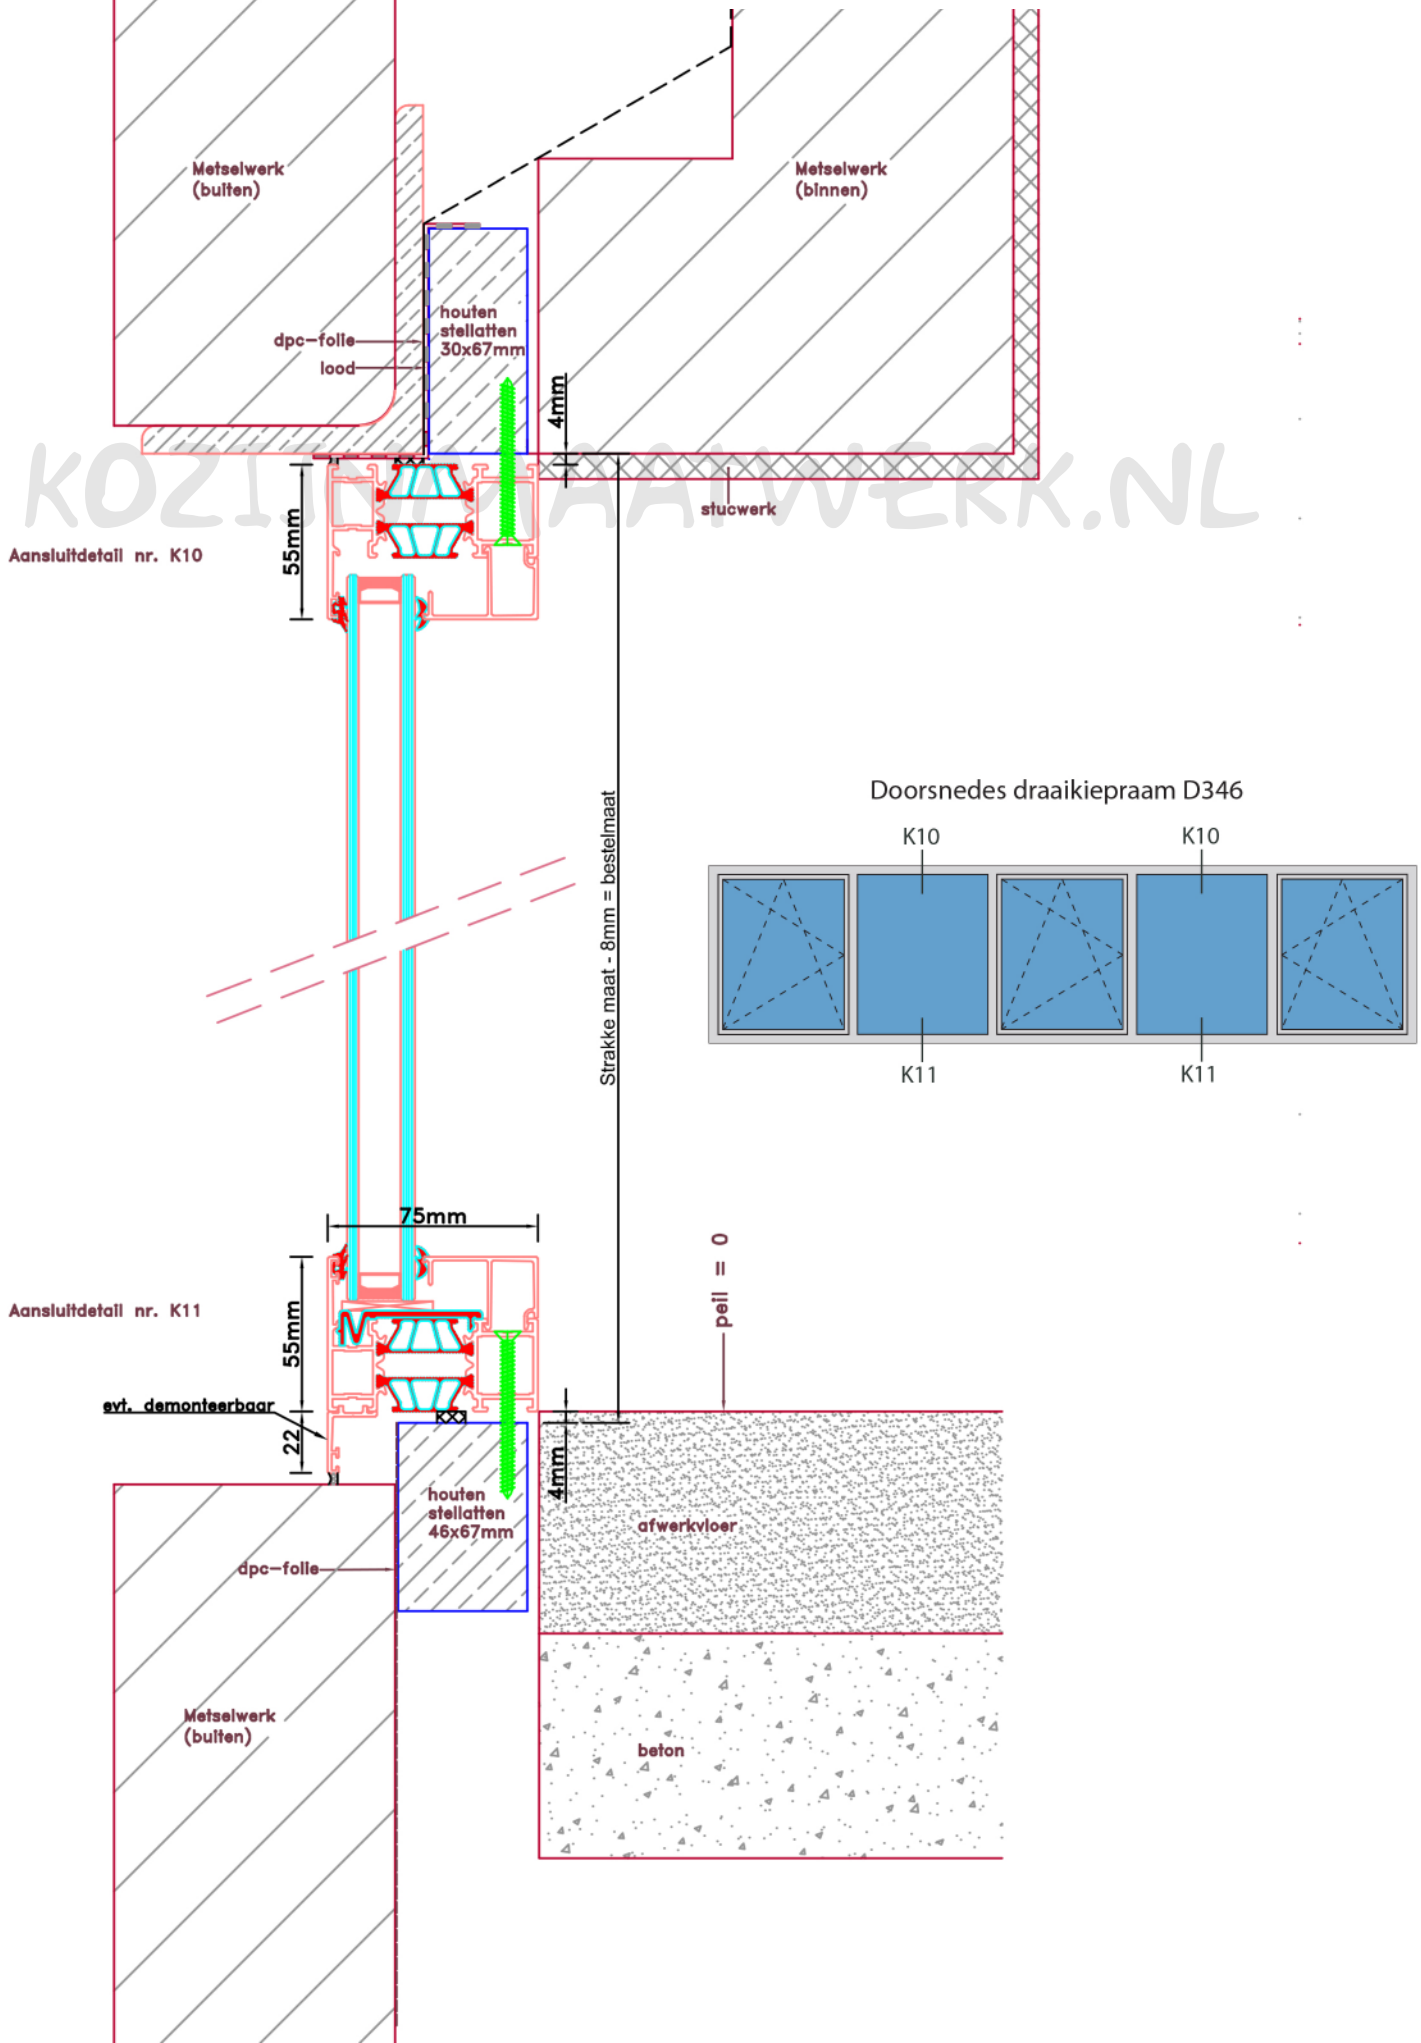 Metselwerk
(buiten)
Metselwerk
(binnen)
houten
stellatten
30x67mm
dpc-folie
lood
4mm
KOZIJNMAATWERK.NL
stucwerk
55mm
Aansluitdetail nr. K10
Strakke maat - 8mm = bestelmaat
Doorsnedes draaikiepraam D346
K10
K10
K11
K11
75mm
peil = 0
Aansluitdetail nr. K11
55mm
evt. demonteerbaar
22
4mm
houten
stellatten
46x67mm
afwerkvloer
dpc-folie
Metselwerk
(buiten)
beton